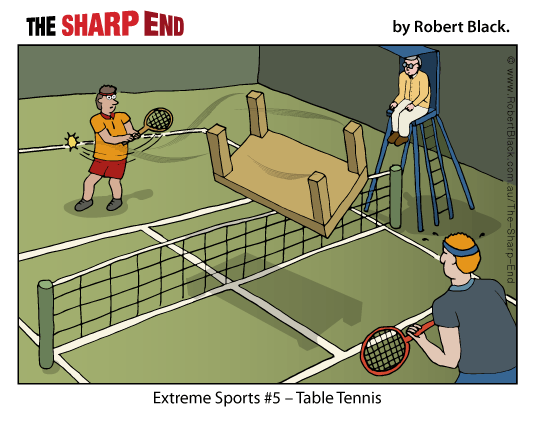 THE SHARP END
by Robert Black.
© www.RobertBlack.com.au/The-Sharp-End
Extreme Sports #5 – Table Tennis